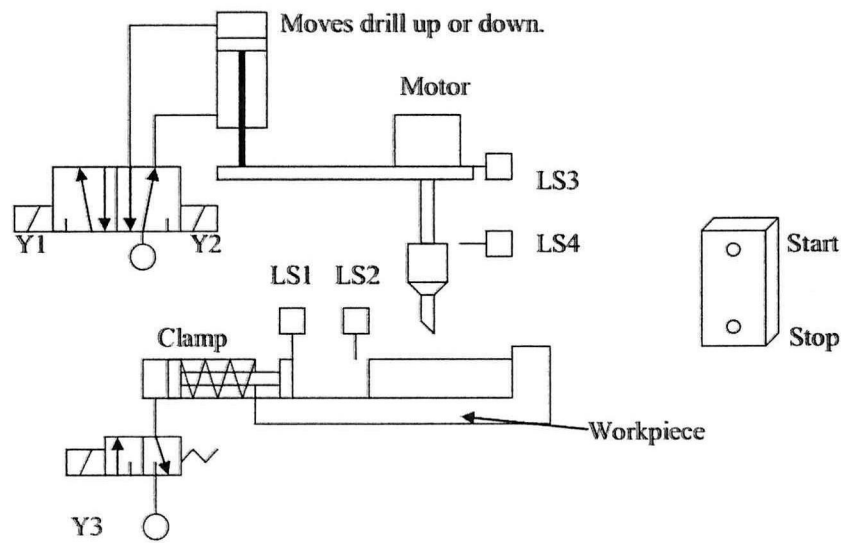 Moves drill up or down.
Motor
LS3
Y1
Y2
LS4
Start
LS1
LS2
Clamp
Stop
Workpiece
Y3